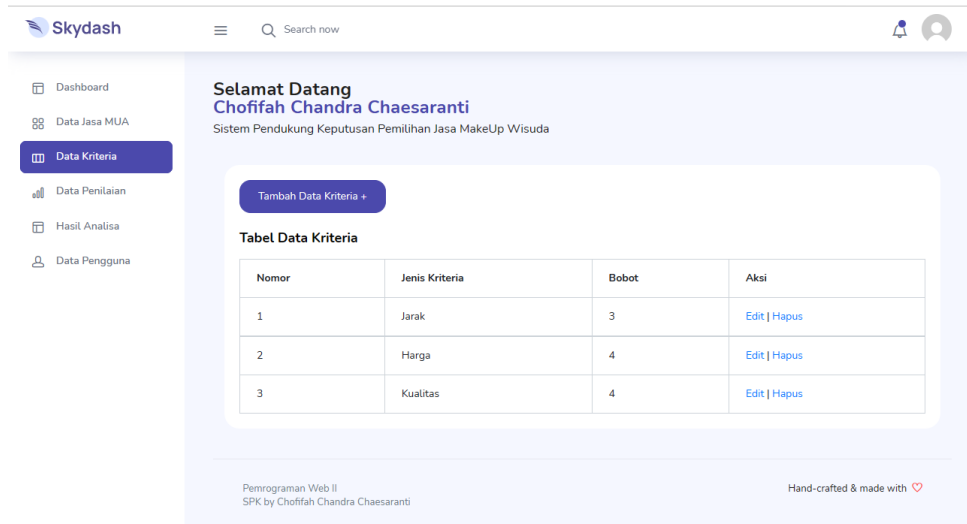 Skydash
Search now
Dashboard
Data Jasa MUA
Data Kriteria
Data Penilaian
Hasil Analisa
Data Pengguna
Selamat Datang
Chofifah Chandra Chaesaranti
Sistem Pendukung Keputusan Pemilihan Jasa MakeUp Wisuda
Tambah Data Kriteria +
Tabel Data Kriteria
Nomor Jenis Kriteria Bobot Aksi
1 Jarak 3 Edit | Hapus
2 Harga 4 Edit | Hapus
3 Kualitas 4 Edit | Hapus
Pemrograman Web II
SPK by Chofifah Chandra Chaesaranti
Hand-crafted & made with